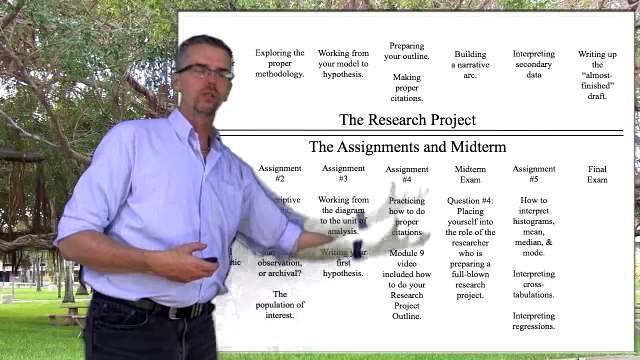 Exploring the
proper
methodology.
Working from
your model to
hypothesis.
Preparing
your outline.
Making
proper
citations.
Building
a narrative
arc.
Interpreting
secondary
data
Writing up
the
"almost-
finished"
draft.
The Research Project
The Assignments and Midterm
Assignment
#2
observation,
or archival?
The
population of
interest.
Assignment
#3
Working from
the diagram
to the unit of
analysis.
Writing your
first
hypothesis.
Assignment
#4
Practicing
how to do
proper
citations
Module 9
video
included how
to do your
Research
Project
Outline.
Midterm
Exam
Question #4:
Placing
yourself into
the role of the
researcher
who is
preparing a
full-blown
research
project.
Assignment
#5
How to
interpret
histograms,
mean,
median, &
mode.
Interpreting
cross-
tabulations.
Interpreting
regressions.
Final
Exam